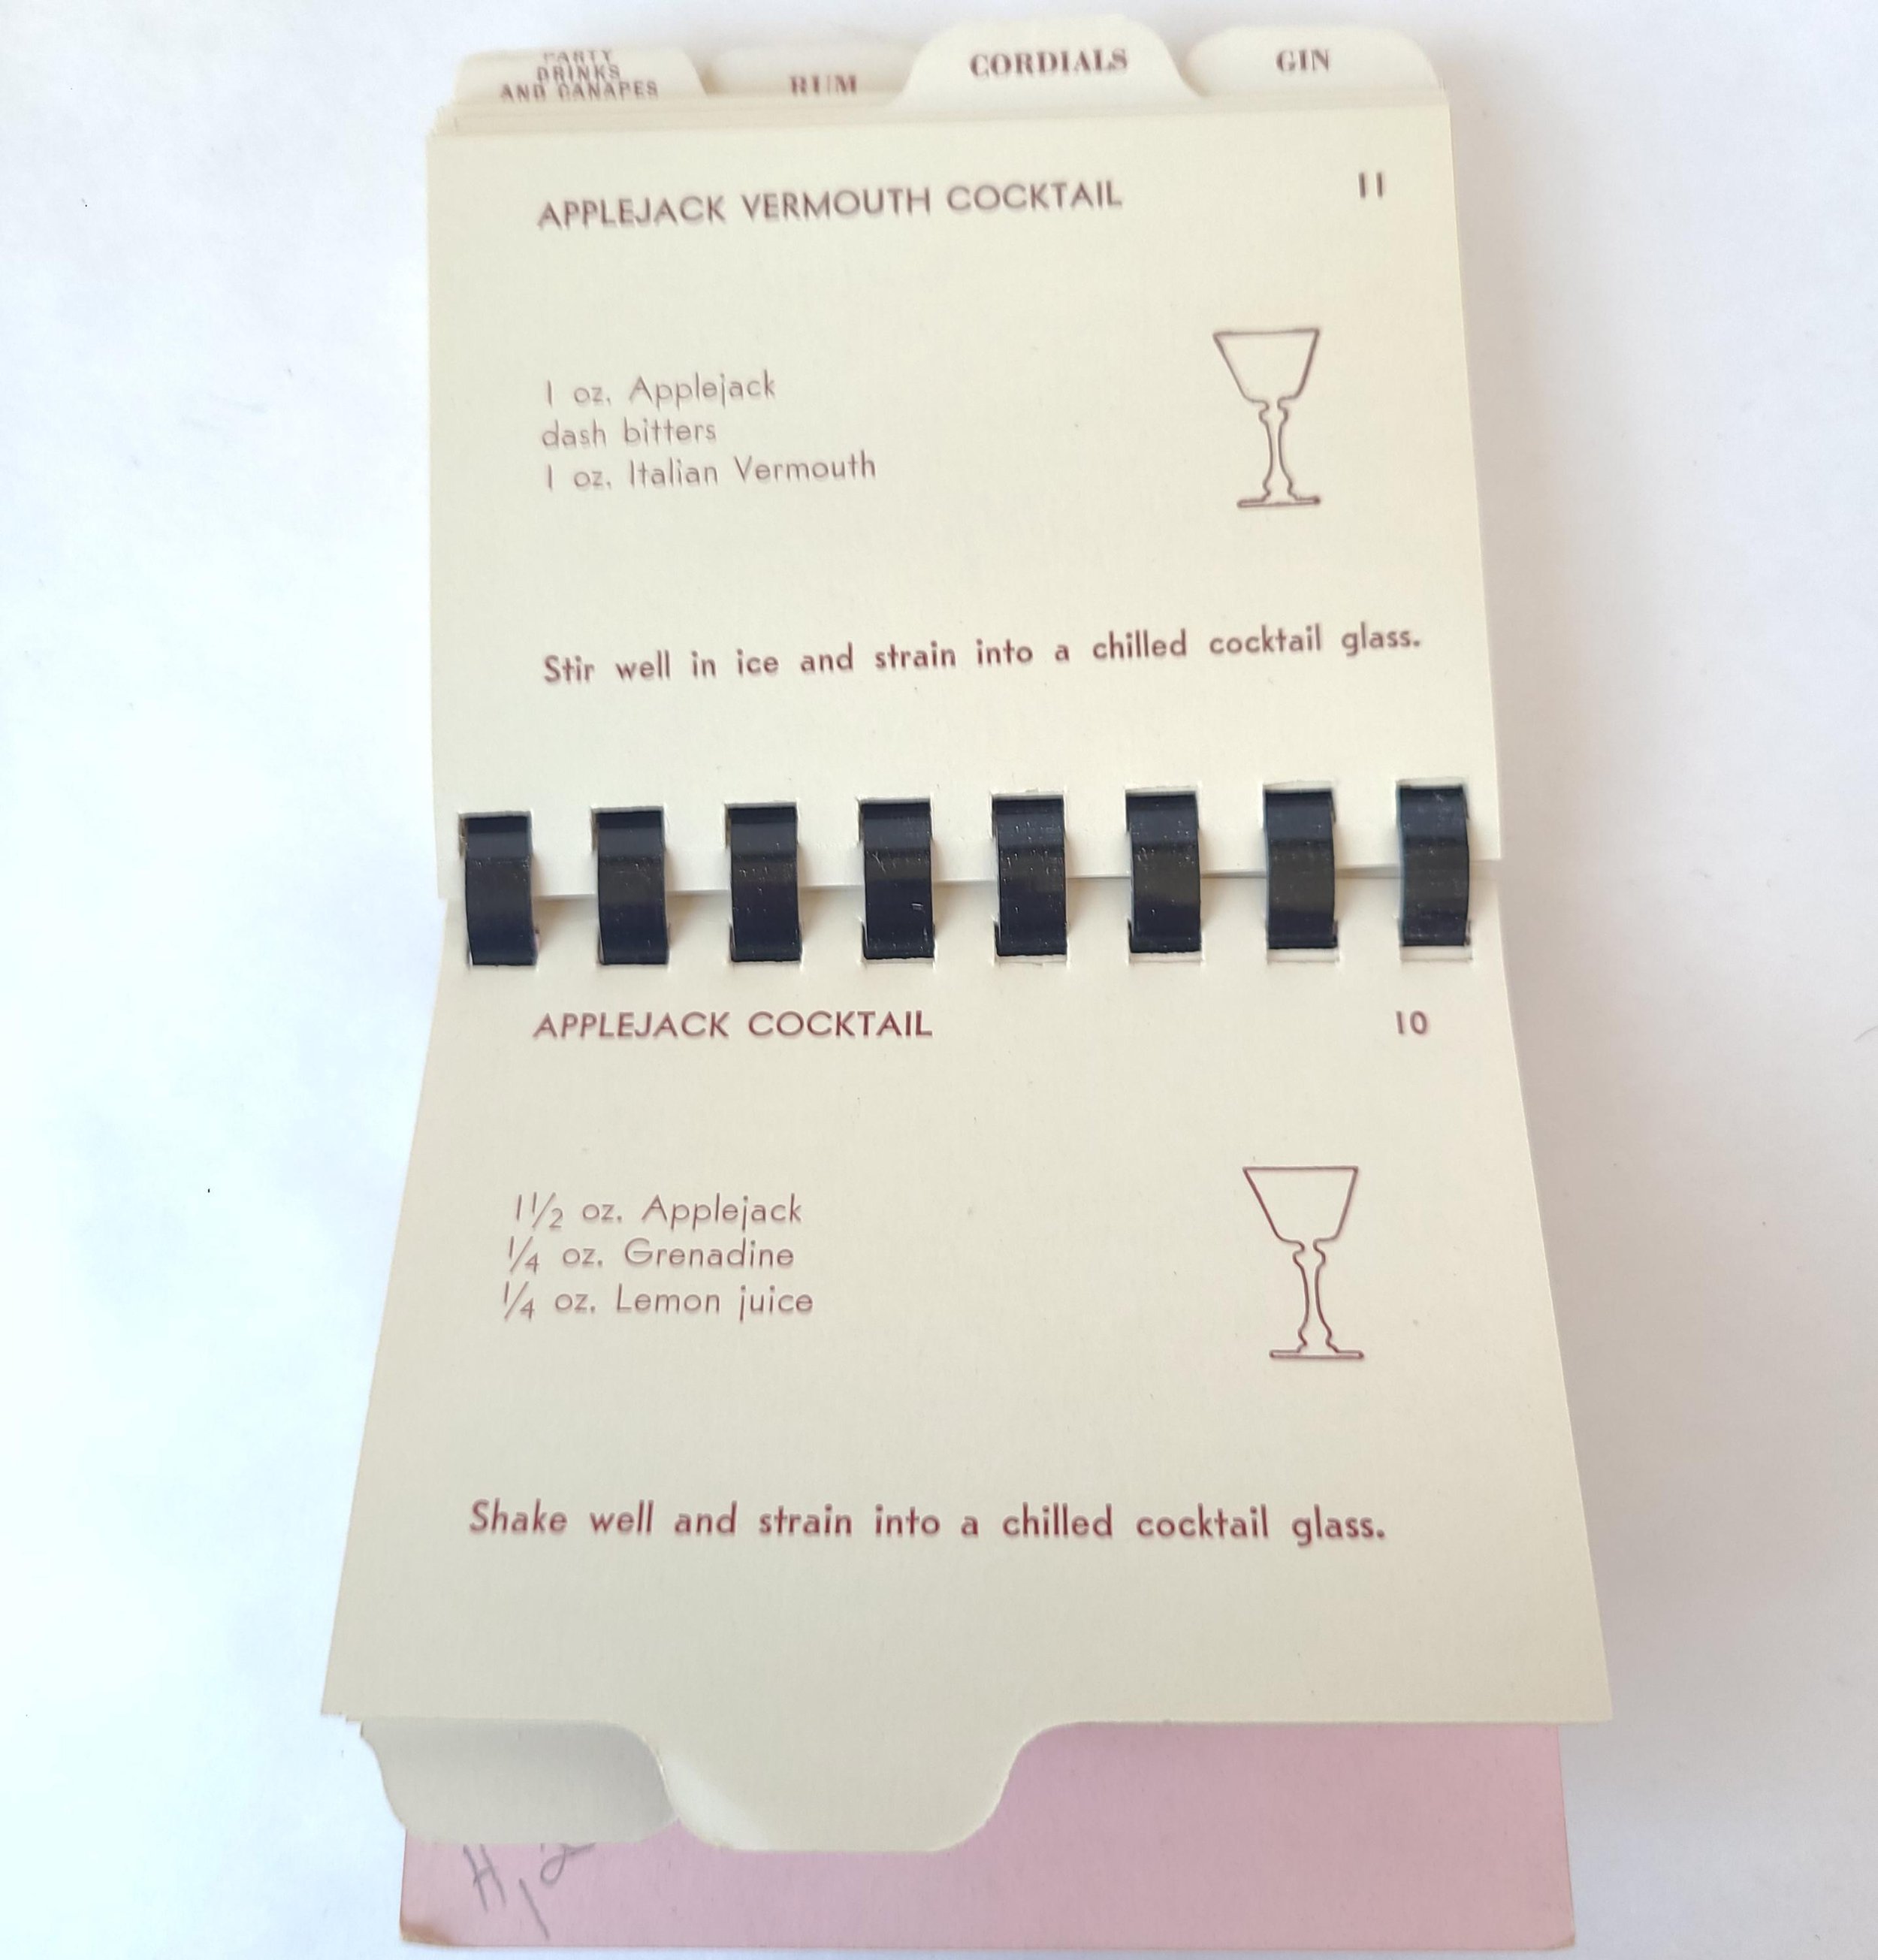 PARTY
DRINKS
AND CANAPES
RUM
CORDIALS
GIN
APPLEJACK VERMOUTH COCKTAIL 11
1 oz. Applejack
dash bitters
1 oz. Italian Vermouth
Stir well in ice and strain into a chilled cocktail glass.
APPLEJACK COCKTAIL 10
1 1/2 oz. Applejack
1/4 oz. Grenadine
1/4 oz. Lemon juice
Shake well and strain into a chilled cocktail glass.